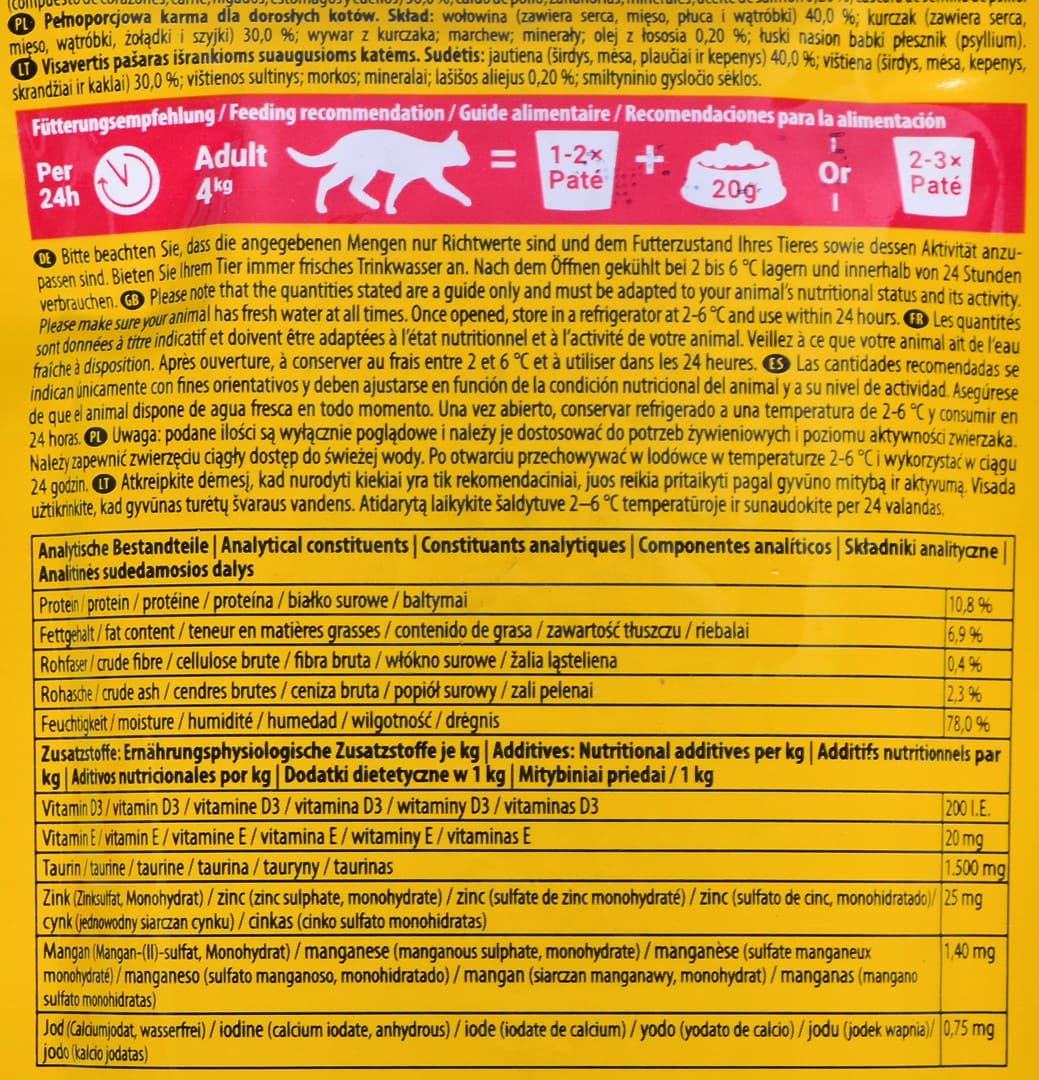 PL Pełnoporcjowa karma dla dorosłych kotów. Skład: wołowina (zawiera serca, mięso, płuca i wątróbki) 40,0 %; kurczak (zawiera serca,
mięso, wątróbki, żołądki i szyjki) 30,0 %; wywar z kurczaka; marchew; minerały; olej z łososia 0,20 %; łuski nasion babki płesznik (psyllium).
LT Visavertis pašaras išrankioms suaugusioms katėms. Sudėtis: jautiena (širdys, mėsa, plaučiai ir kepenys) 40,0 %; vištiena (širdys, mėsa, kepenys,
skrandžiai ir kaklai) 30,0 %; vištienos sultinys; morkos; mineralai; lašišos aliejus 0,20 %; smiltyninio gysločio sėklos.
Fütterungsempfehlung / Feeding recommendation / Guide alimentaire / Recomendaciones para la alimentación
Per 24h Adult 4kg = 1-2x Paté + 20g Or 2-3x Paté
DE Bitte beachten Sie, dass die angegebenen Mengen nur Richtwerte sind und dem Futterzustand Ihres Tieres sowie dessen Aktivität anzu-
passen sind. Bieten Sie Ihrem Tier immer frisches Trinkwasser an. Nach dem Öffnen gekühlt bei 2 bis 6 °C lagern und innerhalb von 24 Stunden
verbrauchen. GB Please note that the quantities stated are a guide only and must be adapted to your animal's nutritional status and its activity.
Please make sure your animal has fresh water at all times. Once opened, store in a refrigerator at 2-6 °C and use within 24 hours. FR Les quantités
sont données à titre indicatif et doivent être adaptées à l'état nutritionnel et à l'activité de votre animal. Veillez à ce que votre animal ait de l'eau
fraîche à disposition. Après ouverture, à conserver au frais entre 2 et 6 °C et à utiliser dans les 24 heures. ES Las cantidades recomendadas se
indican únicamente con fines orientativos y deben ajustarse en función de la condición nutricional del animal y a su nivel de actividad. Asegúrese
de que el animal dispone de agua fresca en todo momento. Una vez abierto, conservar refrigerado a una temperatura de 2-6 °C y consumir en
24 horas. PL Uwaga: podane ilości są wyłącznie poglądowe i należy je dostosować do potrzeb żywieniowych i poziomu aktywności zwierzaka.
Należy zapewnić zwierzęciu ciągły dostęp do świeżej wody. Po otwarciu przechowywać w lodówce w temperaturze 2-6 °C i wykorzystać w ciągu
24 godzin. LT Atkreipkite dėmesį, kad nurodyti kiekiai yra tik rekomendaciniai, juos reikia pritaikyti pagal gyvūno mitybą ir aktyvumą. Visada
užtikrinkite, kad gyvūnas turėtų švaraus vandens. Atidarytą laikykite šaldytuve 2–6 °C temperatūroje ir sunaudokite per 24 valandas.
Analytische Bestandteile | Analytical constituents | Constituants analytiques | Componentes analíticos | Składniki analityczne |
Analitinės sudedamosios dalys
Protein / protein / protéine / proteína / białko surowe / baltymai 10,8 %
Fettgehalt / fat content / teneur en matières grasses / contenido de grasa / zawartość tłuszczu / riebalai 6,9 %
Rohfaser / crude fibre / cellulose brute / fibra bruta / włókno surowe / žalia ląsteliena 0,4 %
Rohasche / crude ash / cendres brutes / ceniza bruta / popiół surowy / zali pelenai 2,3 %
Feuchtigkeit / moisture / humidité / humedad / wilgotność / drėgnis 78,0 %
Zusatzstoffe: Ernährungsphysiologische Zusatzstoffe je kg | Additives: Nutritional additives per kg | Additifs nutritionnels par
kg | Aditivos nutricionales por kg | Dodatki dietetyczne w 1 kg | Mitybiniai priedai / 1 kg
Vitamin D3 / vitamin D3 / vitamine D3 / vitamina D3 / witaminy D3 / vitaminas D3 200 I.E.
Vitamin E / vitamin E / vitamine E / vitamina E / witaminy E / vitaminas E 20 mg
Taurin / taurine / taurine / taurina / tauryny / taurinas 1.500 mg
Zink (Zinksulfat, Monohydrat) / zinc (zinc sulphate, monohydrate) / zinc (sulfate de zinc monohydraté) / zinc (sulfato de cinc, monohidratado)/ 25 mg
cynk (jednowodny siarczan cynku) / cinkas (cinko sulfato monohidratas)
Mangan (Mangan-(II)-sulfat, Monohydrat) / manganese (manganous sulphate, monohydrate) / manganèse (sulfate manganeux 1,40 mg
monohydraté) / manganeso (sulfato manganoso, monohidratado) / mangan (siarczan manganawy, monohydrat) / manganas (mangano
sulfato monohidratas)
Jod (Calciumjodat, wasserfrei) / iodine (calcium iodate, anhydrous) / iode (iodate de calcium) / yodo (yodato de calcio) / jodu (jodek wapnia)/ 0,75 mg
jodo (kalcio jodatas)